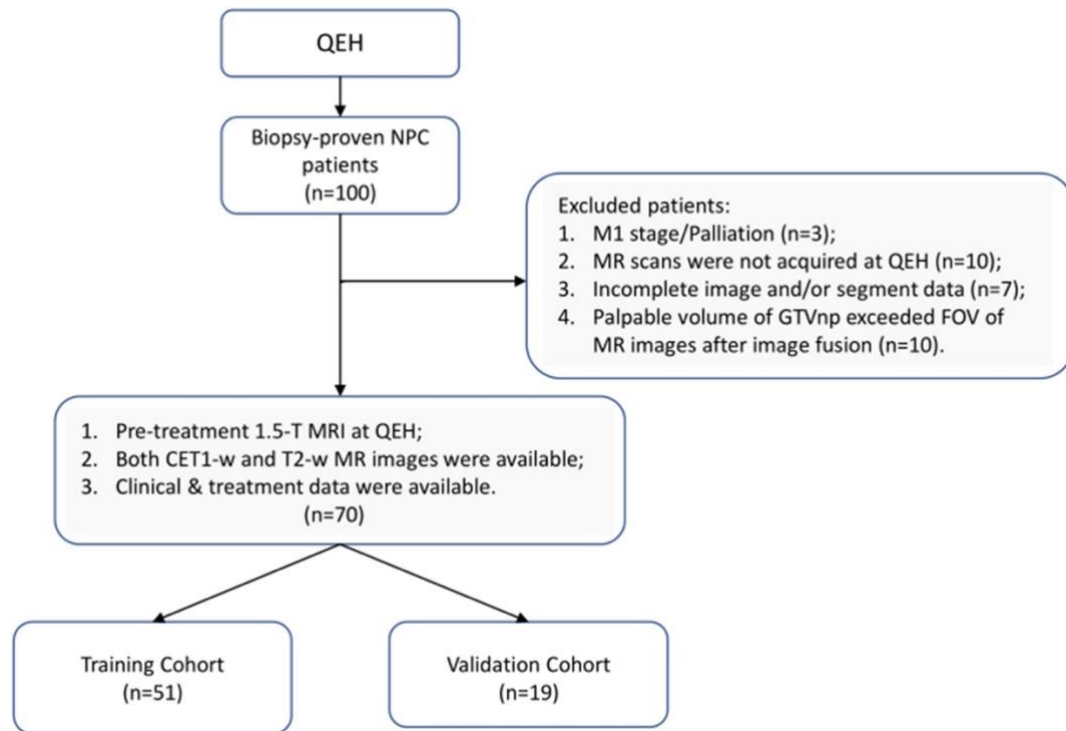 QEH
Biopsy-proven NPC
patients
(n=100)
Excluded patients:
1. M1 stage/Palliation (n=3);
2. MR scans were not acquired at QEH (n=10);
3. Incomplete image and/or segment data (n=7);
4. Palpable volume of GTVnp exceeded FOV of
MR images after image fusion (n=10).
1. Pre-treatment 1.5-T MRI at QEH;
2. Both CET1-w and T2-w MR images were available;
3. Clinical & treatment data were available.
(n=70)
Training Cohort
(n=51)
Validation Cohort
(n=19)